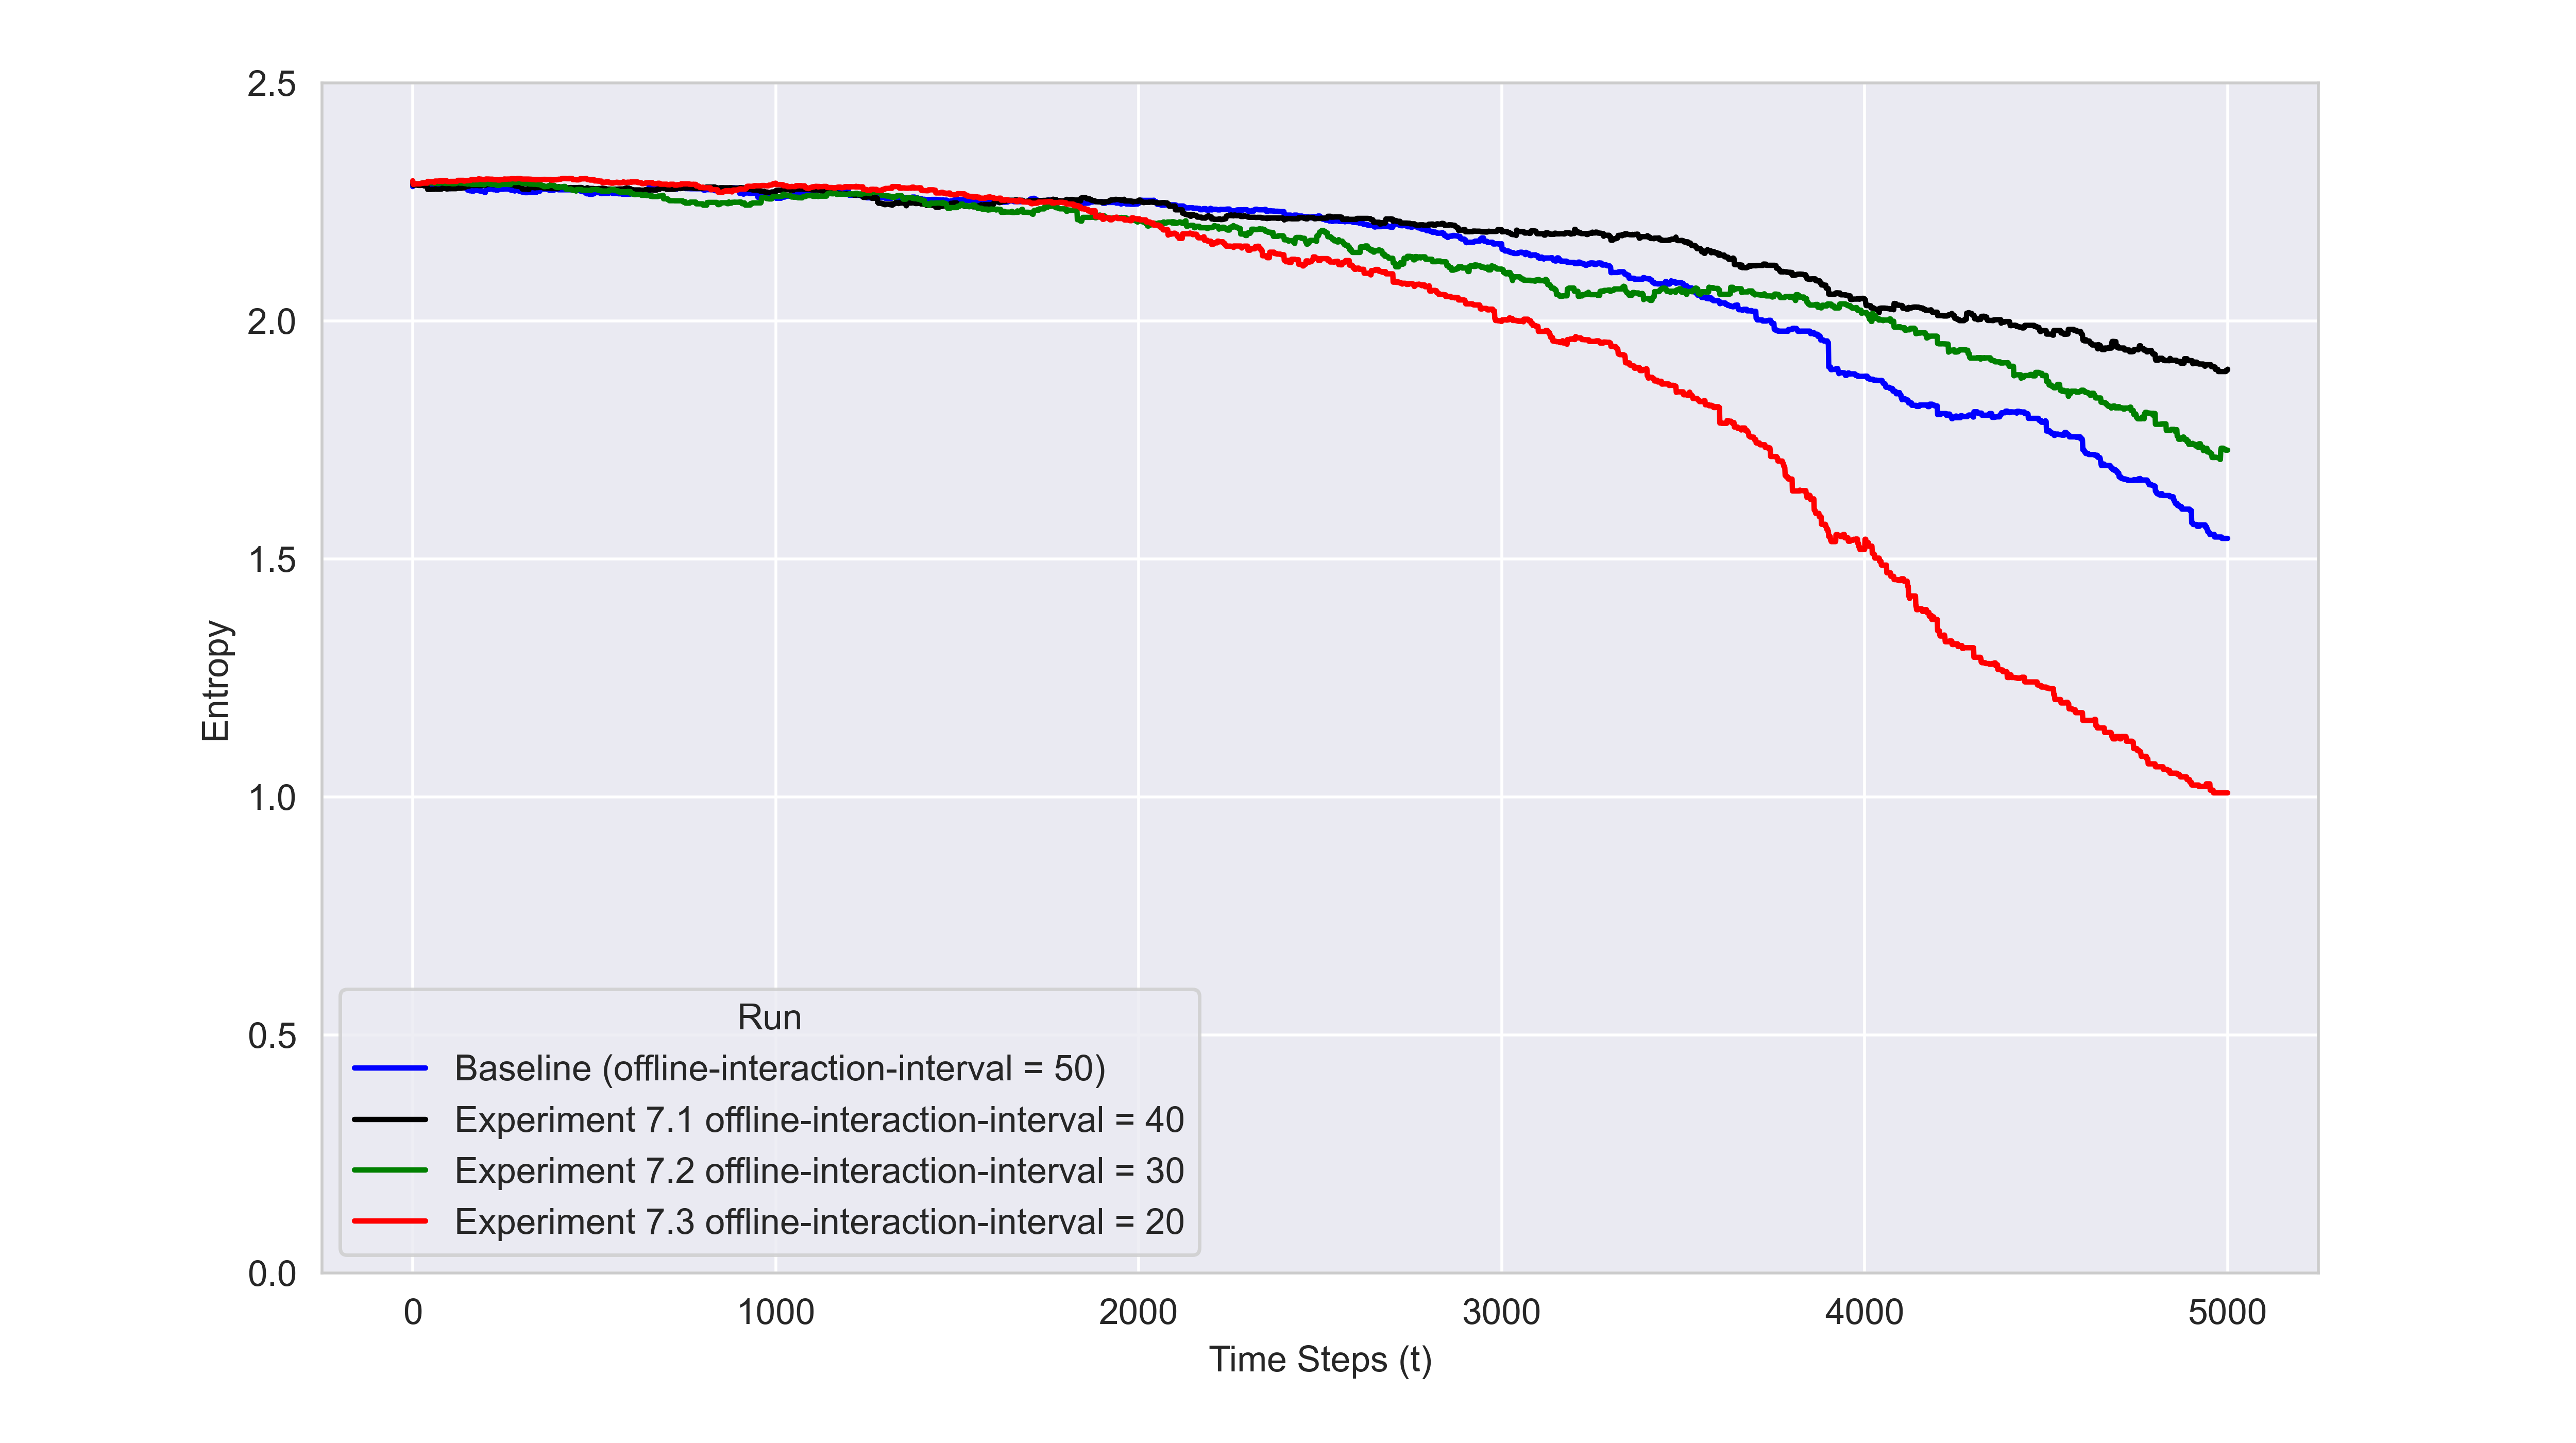 2.5
2.0
1.5
1.0
0.5
0.0
Entropy
Run
Baseline (offline-interaction-interval = 50)
Experiment 7.1 offline-interaction-interval = 40
Experiment 7.2 offline-interaction-interval = 30
Experiment 7.3 offline-interaction-interval = 20
0 1000 2000 3000 4000 5000
Time Steps (t)